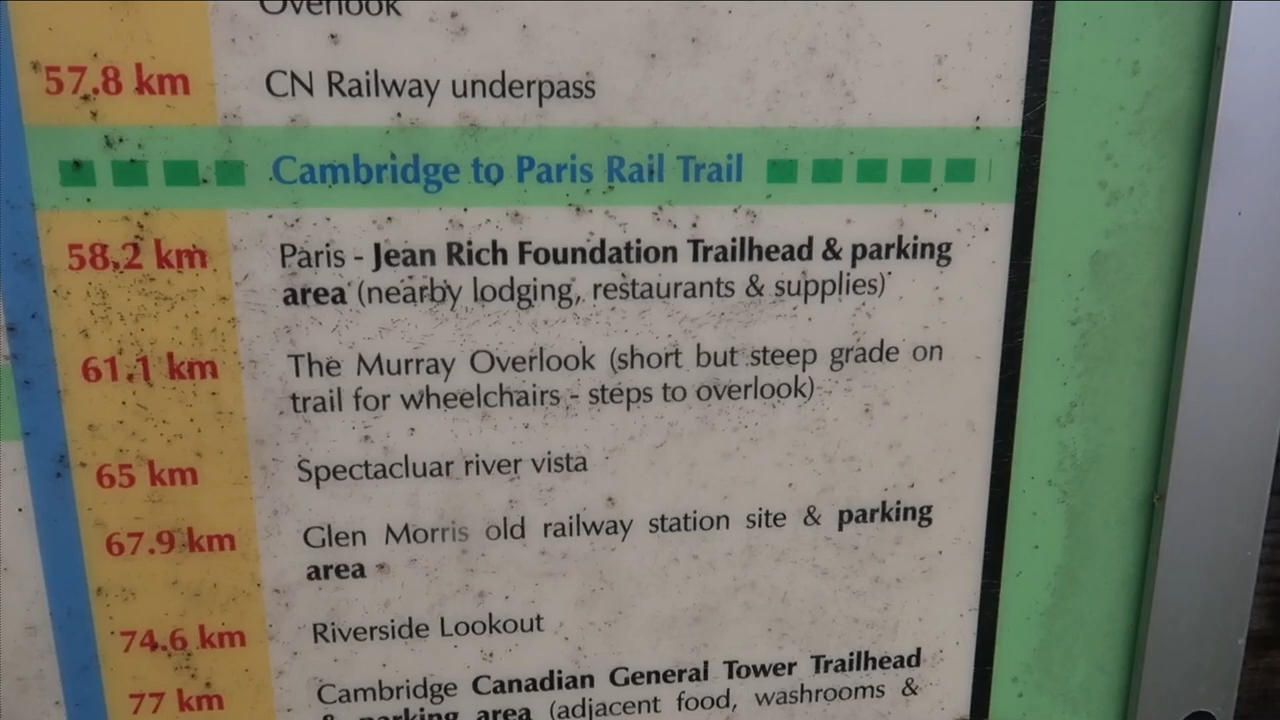 Overlook
57.8 km CN Railway underpass
Cambridge to Paris Rail Trail
58.2 km Paris - Jean Rich Foundation Trailhead & parking
area (nearby lodging, restaurants & supplies)
61.1 km The Murray Overlook (short but steep grade on
trail for wheelchairs - steps to overlook)
65 km Spectacluar river vista
67.9 km Glen Morris old railway station site & parking
area
74.6 km Riverside Lookout
77 km Cambridge Canadian General Tower Trailhead
& parking area (adjacent food, washrooms &